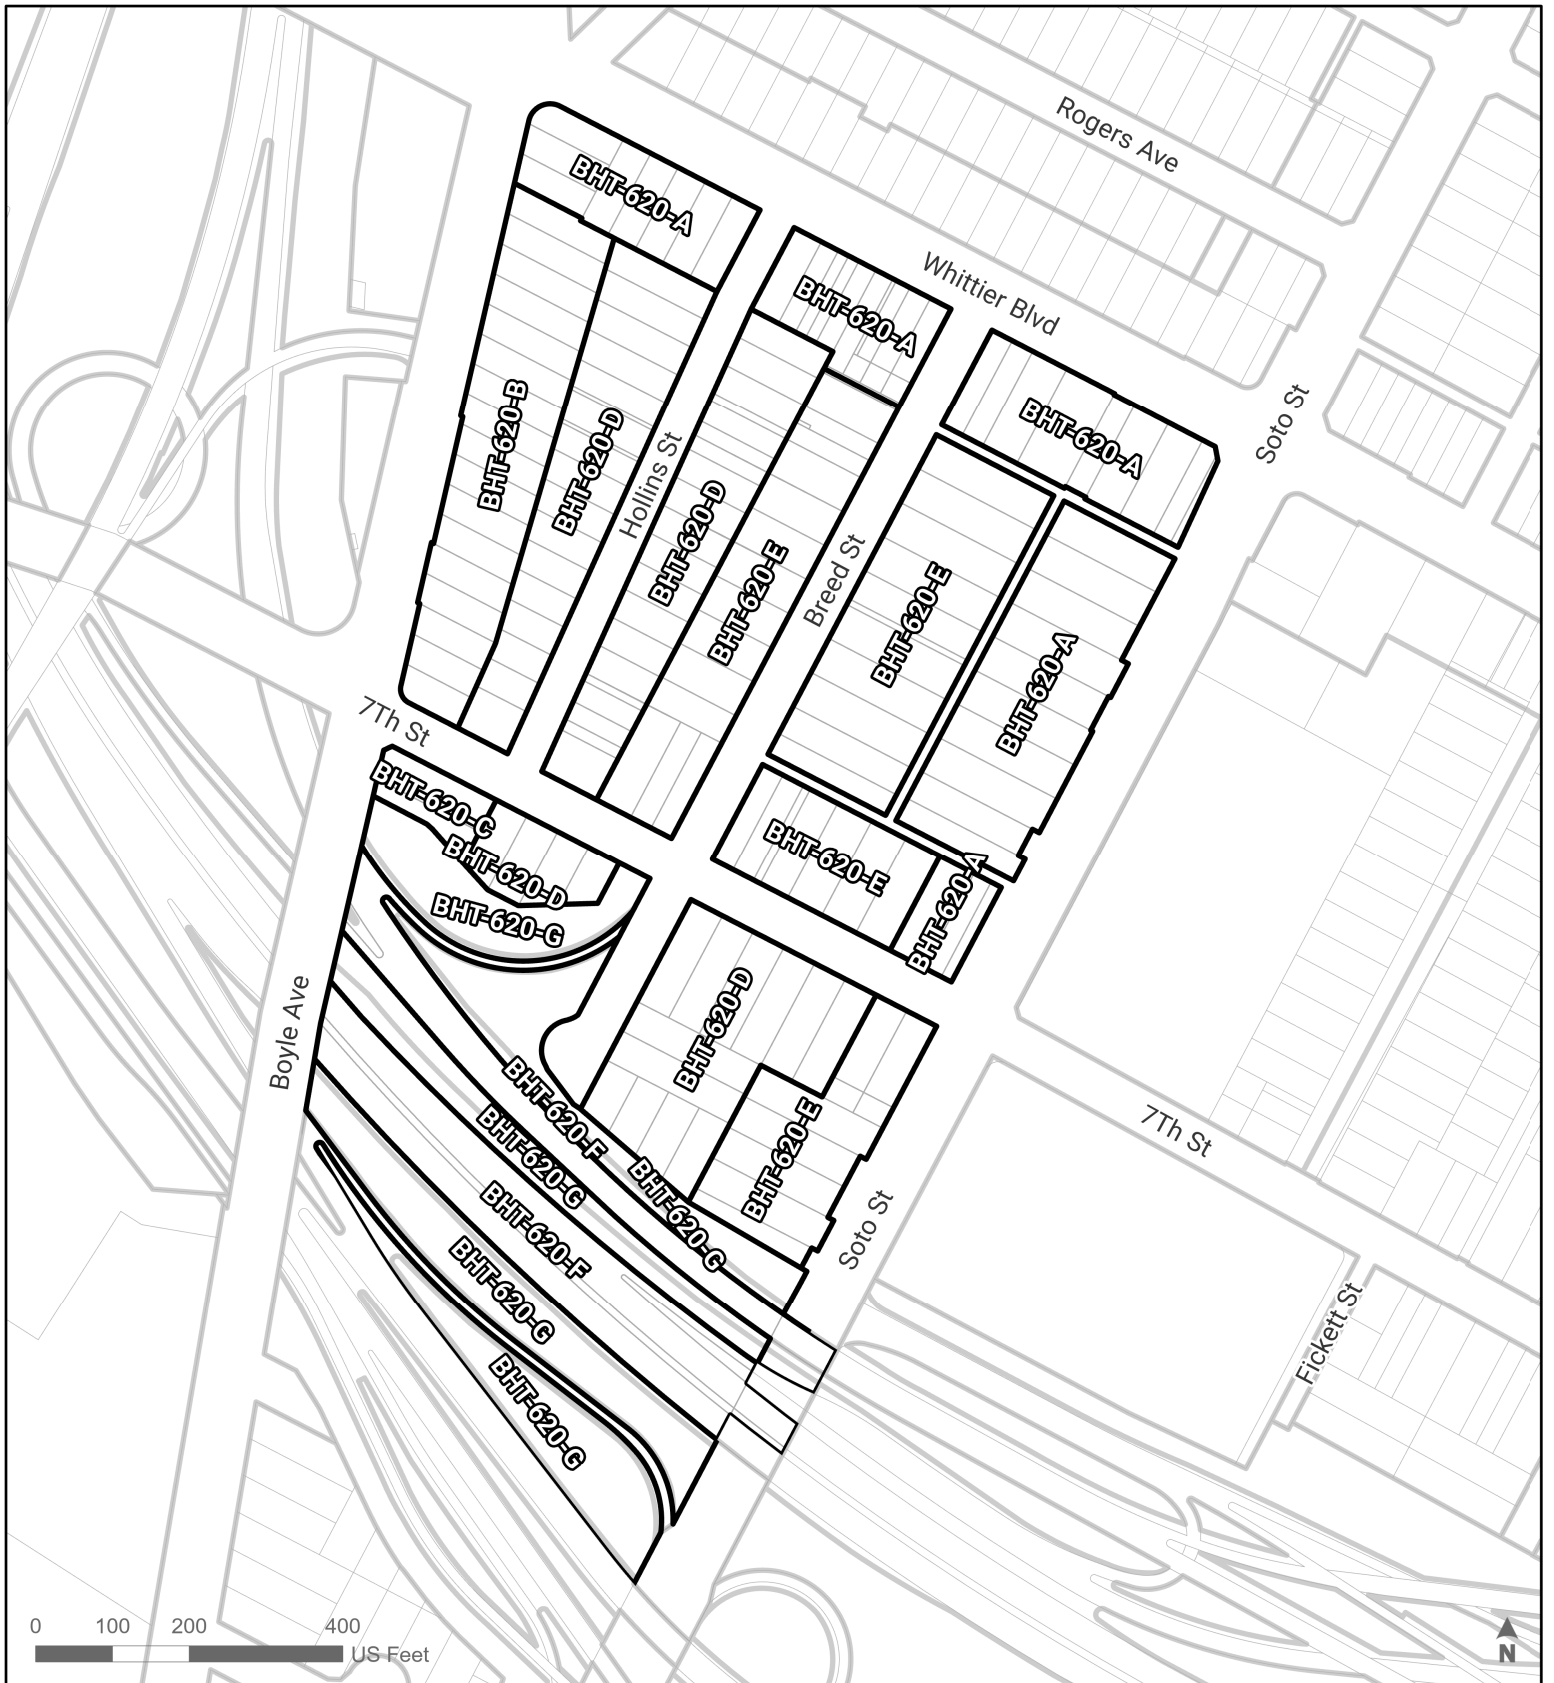 Rogers Ave
BHT-620-A
Whittier Blvd
BHT-620-A
BHT-620-A
Soto St
BHT-620-B
BHT-620-D
Hollins St
BHT-620-D
BHT-620-E
Breed St
BHT-620-E
BHT-620-A
7Th St
BHT-620-C
BHT-620-D
BHT-620-G
BHT-620-E
BHT-620-A
BHT-620-D
Boyle Ave
BHT-620-F
BHT-620-G
BHT-620-G
BHT-620-E
7Th St
BHT-620-F
Soto St
BHT-620-G
BHT-620-G
Fickett St
0 100 200 400
US Feet
N